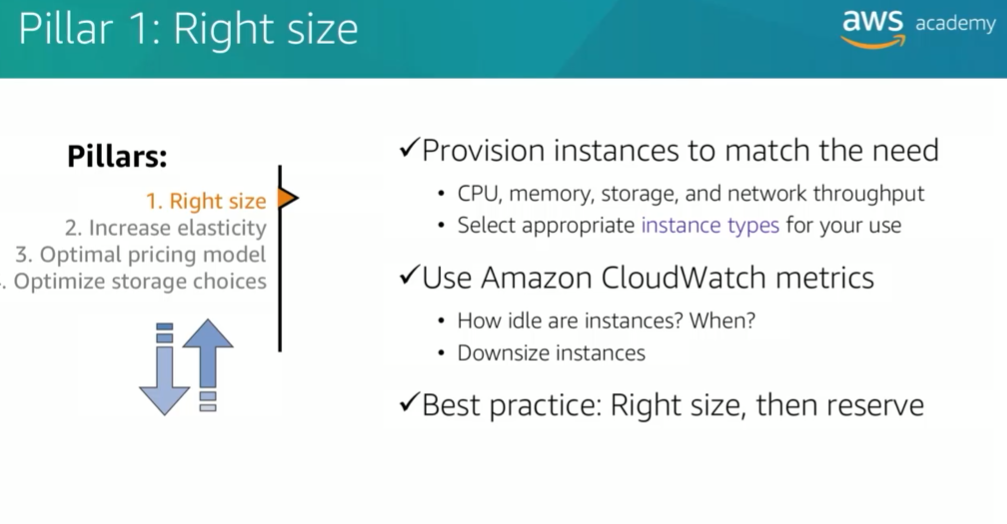 Pillar 1: Right size
aws academy
Pillars:
1. Right size
2. Increase elasticity
3. Optimal pricing model
. Optimize storage choices
✓Provision instances to match the need
• CPU, memory, storage, and network throughput
• Select appropriate instance types for your use
✓Use Amazon CloudWatch metrics
• How idle are instances? When?
• Downsize instances
✓Best practice: Right size, then reserve